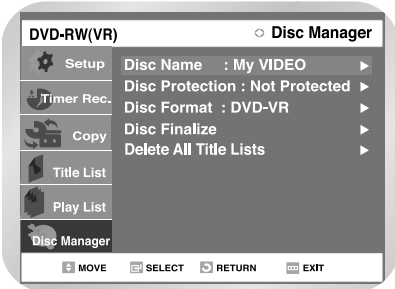 DVD-RW(VR) Disc Manager
Setup
Timer Rec.
Copy
Title List
Play List
Disc Manager
Disc Name : My VIDEO
Disc Protection : Not Protected
Disc Format : DVD-VR
Disc Finalize
Delete All Title Lists
MOVE SELECT RETURN EXIT